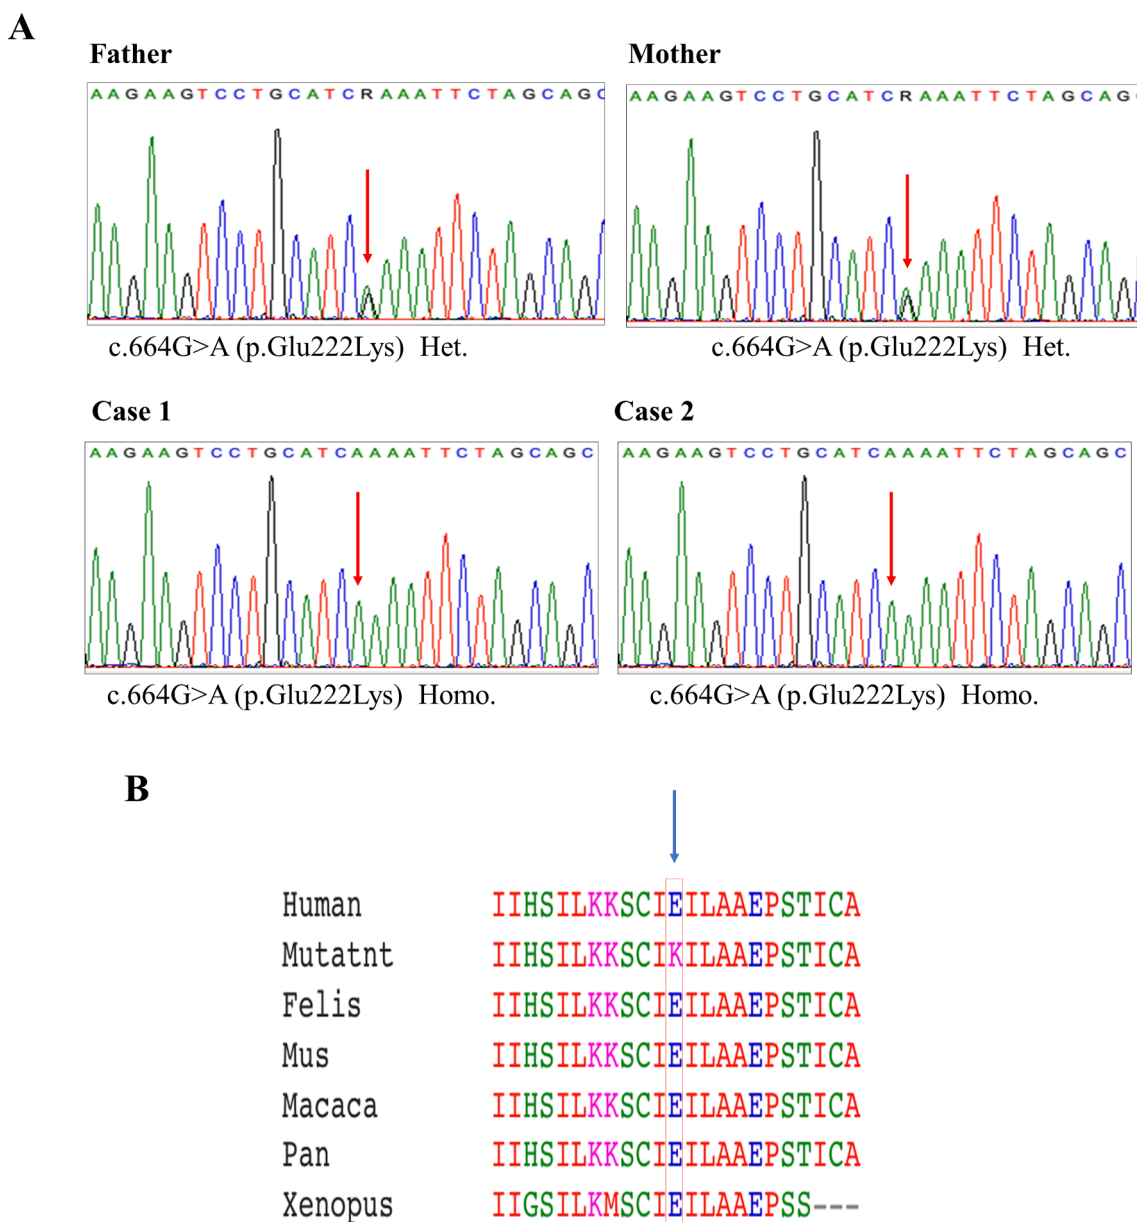 A
Father
AAGAAGTCCTGCATCRAAATTCTAGCAGC
c.664G>A (p.Glu222Lys) Het.
Mother
AAGAAGTCCTGCATCRAAATTCTAGCAG
c.664G>A (p.Glu222Lys) Het.
Case 1
AAGAAGTCCTGCATCAAAATTCTAGCAGC
c.664G>A (p.Glu222Lys) Homo.
Case 2
AAGAAGTCCTGCATCAAAATTCTAGCAGC
c.664G>A (p.Glu222Lys) Homo.
B
Human IIHSILKKSCIEILAAEPSTICA
Mutatnt IIHSILKKSCIKILAAEPSTICA
Felis IIHSILKKSCIEILAAEPSTICA
Mus IIHSILKKSCIEILAAEPSTICA
Macaca IIHSILKKSCIEILAAEPSTICA
Pan IIHSILKKSCIEILAAEPSTICA
Xenopus IIGSILKMSCIEILAAEPSS---